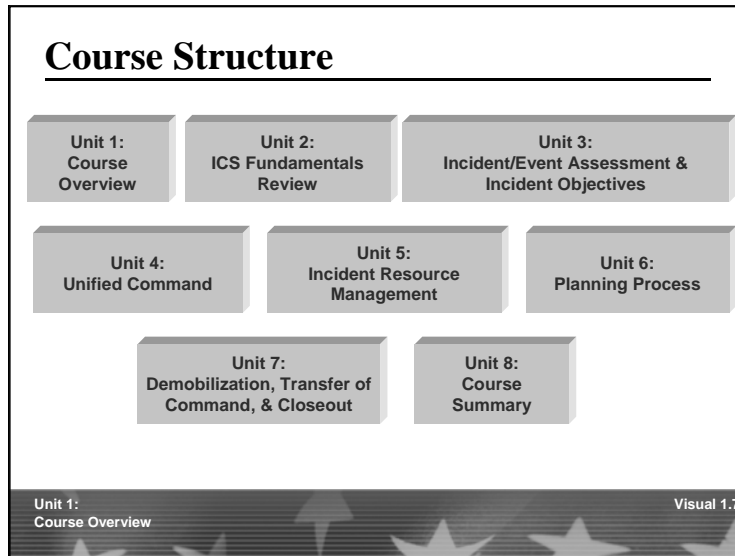 Course Structure
Unit 1:
Course
Overview
Unit 2:
ICS Fundamentals
Review
Unit 3:
Incident/Event Assessment &
Incident Objectives
Unit 4:
Unified Command
Unit 5:
Incident Resource
Management
Unit 6:
Planning Process
Unit 7:
Demobilization, Transfer of
Command, & Closeout
Unit 8:
Course
Summary
Unit 1:
Course Overview
Visual 1.7